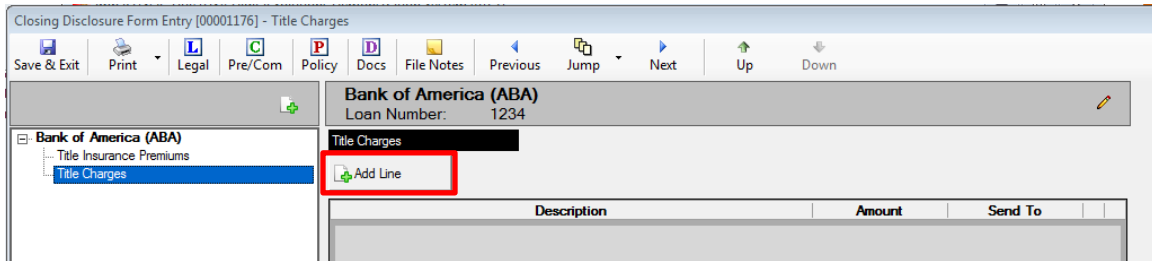 Closing Disclosure Form Entry [00001176] - Title Charges
Save & Exit Print L Legal C Pre/Com P Policy D Docs File Notes Previous Jump Next Up Down
Bank of America (ABA)
Loan Number: 1234
Bank of America (ABA)
Title Insurance Premiums
Title Charges
Title Charges
Add Line
Description Amount Send To